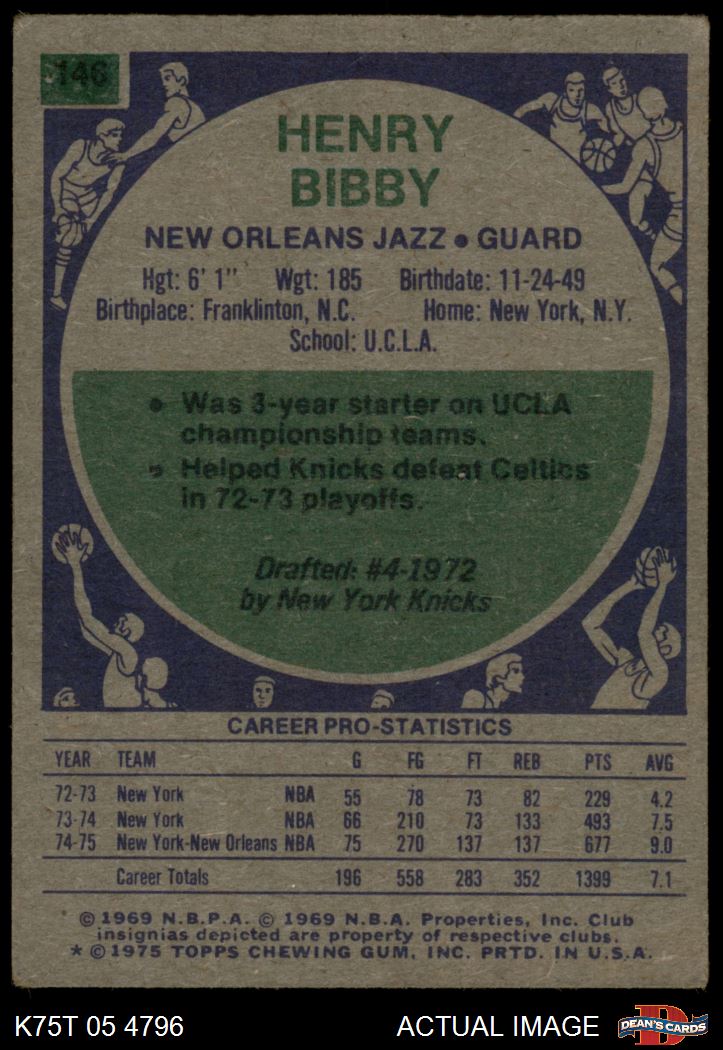 146
HENRY
BIBBY
NEW ORLEANS JAZZ • GUARD
Hgt: 6' 1" Wgt: 185 Birthdate: 11-24-49
Birthplace: Franklinton, N.C. Home: New York, N.Y.
School: U.C.L.A.
• Was 3-year starter on UCLA
championship teams.
• Helped Knicks defeat Celtics
in 72-73 playoffs.
Drafted: #4-1972
by New York Knicks
CAREER PRO-STATISTICS
YEAR TEAM G FG FT REB PTS AVG
72-73 New York NBA 55 78 73 82 229 4.2
73-74 New York NBA 66 210 73 133 493 7.5
74-75 New York-New Orleans NBA 75 270 137 137 677 9.0
Career Totals 196 558 283 352 1399 7.1
© 1969 N.B.P.A. © 1969 N.B.A. Properties, Inc. Club
insignias depicted are property of respective clubs.
* © 1975 TOPPS CHEWING GUM, INC. PRTD. IN U.S.A.
K75T 05 4796 ACTUAL IMAGE D DEAN'S CARDS